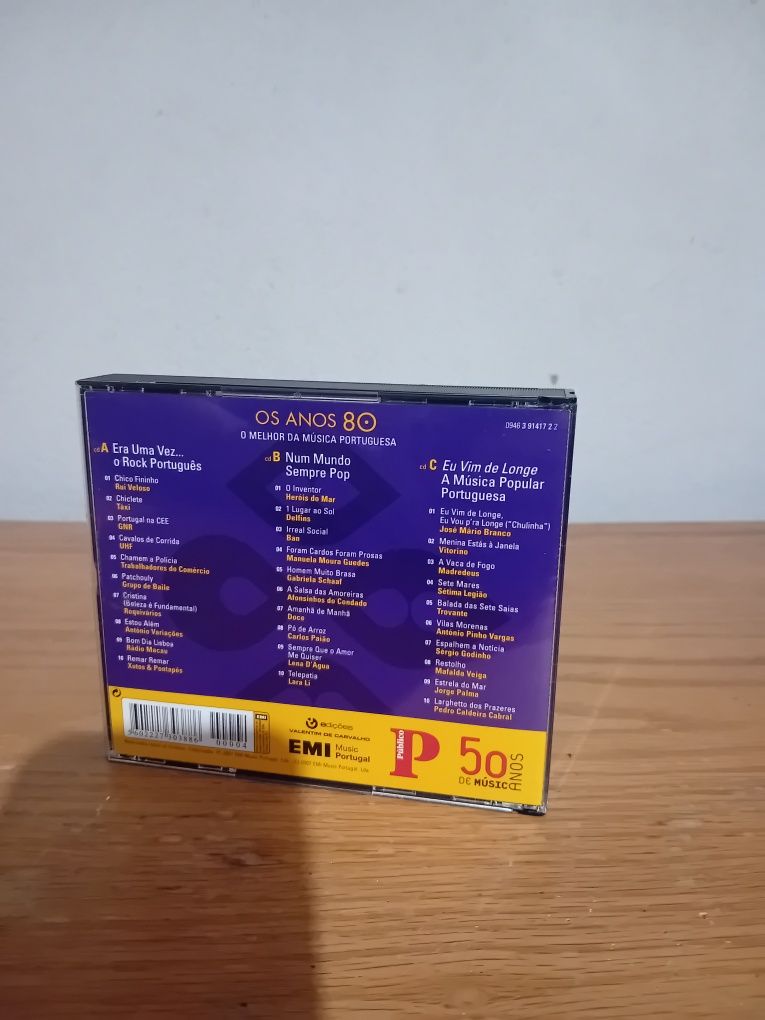 OS ANOS 80
O MELHOR DA MÚSICA PORTUGUESA
0946 3 91417 2 2
CD A Era Uma Vez...
o Rock Português
01 Chico Fininho
Rui Veloso
02 Chiclete
Táxi
03 Portugal na CEE
GNR
04 Cavalos de Corrida
UHF
05 Chamem a Polícia
Trabalhadores do Comércio
06 Patchouly
Grupo de Baile
07 Cristina
(Beleza é Fundamental)
Roquivarios
08 Estou Além
António Variações
09 Bom Dia Lisboa
Rádio Macau
10 Remar Remar
Xutos & Pontapés
CD B Num Mundo
Sempre Pop
01 O Inventor
Heróis do Mar
02 1 Lugar ao Sol
Delfins
03 Irreal Social
Ban
04 Foram Cardos Foram Prosas
Manuela Moura Guedes
05 Homem Muito Brasa
Gabriela Schaaf
06 A Salsa das Amoreiras
Afonsinhos do Condado
07 Amanhã de Manhã
Doce
08 Pó de Arroz
Carlos Paião
09 Sempre Que o Amor
Me Quiser
Lena D'Água
10 Telepatia
Lara Li
CD C Eu Vim de Longe
A Música Popular
Portuguesa
01 Eu Vim de Longe,
Eu Vou p'ra Longe ("Chulinha")
José Mário Branco
02 Menina Estás à Janela
Vitorino
03 A Vaca de Fogo
Madredeus
04 Sete Mares
Sétima Legião
05 Balada das Sete Saias
Trovante
06 Vilas Morenas
António Pinho Vargas
07 Espalhem a Notícia
Sérgio Godinho
08 Restolho
Mafalda Veiga
09 Estrela do Mar
Jorge Palma
10 Larghetto dos Prazeres
Pedro Caldeira Cabral
5602227303886
00004
EMI
edições
VALENTIM DE CARVALHO
EMI Music
Portugal
Público
P
50
ANOS
DE MÚSICA
EMI Music Portugal, Lda